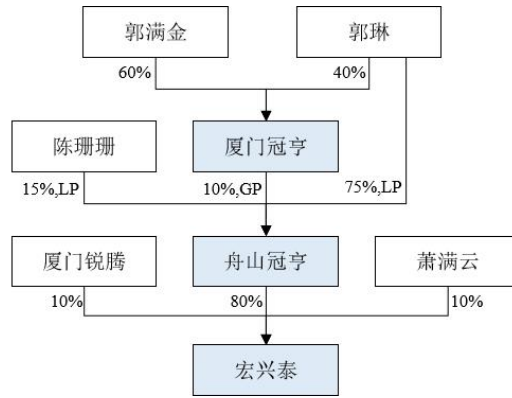 郭满金
郭琳
60%
40%
陈珊珊
厦门冠亨
15%,LP
10%,GP
75%,LP
厦门锐腾
舟山冠亨
萧满云
10%
80%
10%
宏兴泰